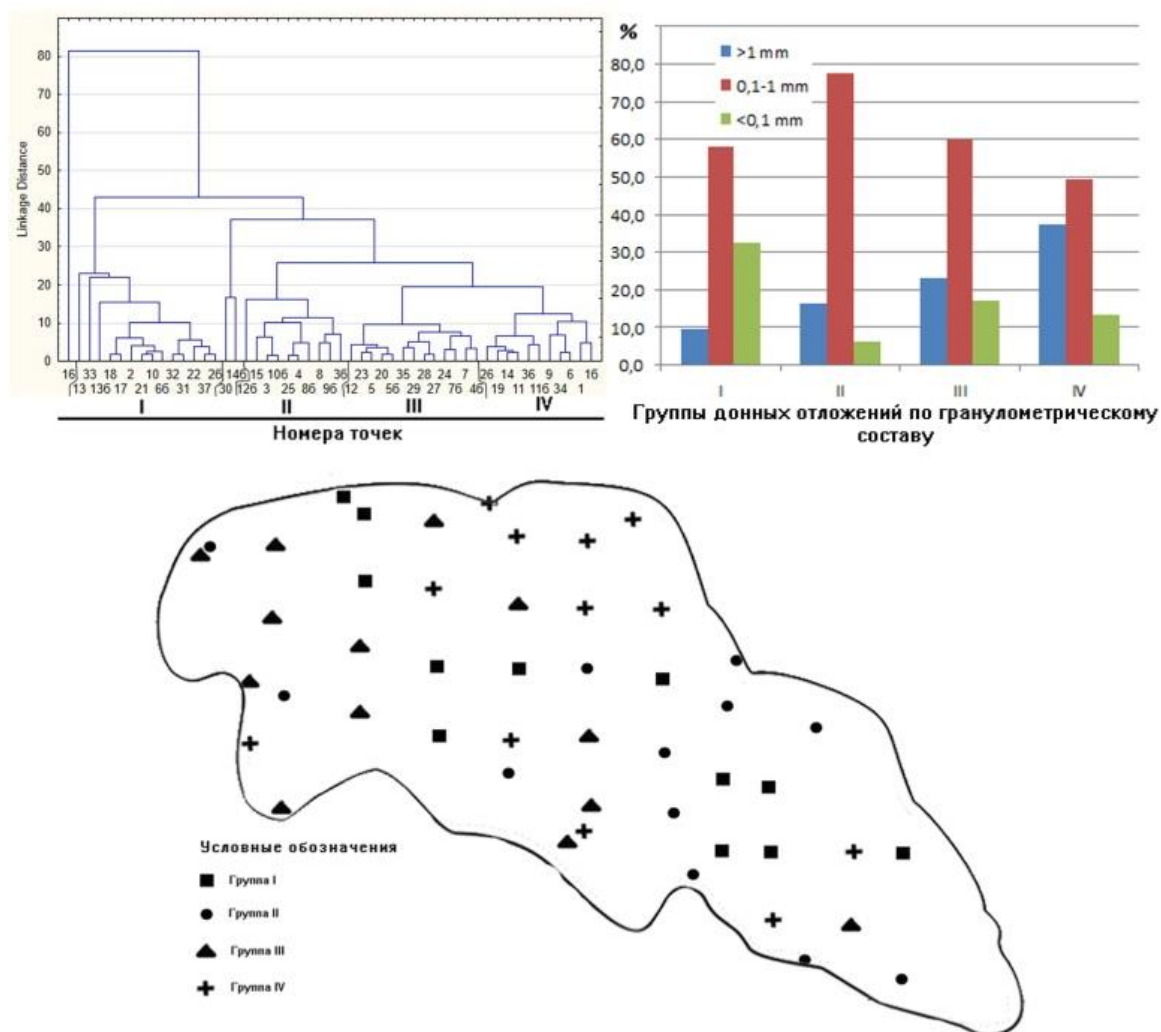 80
70
60
50
40
30
20
10
0
Linkage Distance
33 18 2 10 32 22 26 15 106 4 8 36 23 20 35 28 24 7 26 14 36 9 6 16
13 136 17 21 66 31 37 30 126 3 25 86 96 12 5 56 29 27 76 46 19 11 116 34 1
I II III IV
Номера точек
%
80,0
70,0
60,0
50,0
40,0
30,0
20,0
10,0
0,0
>1 mm
0,1-1 mm
<0,1 mm
I II III IV
Группы донных отложений по гранулометрическому
составу
Условные обозначения
Группа I
Группа II
Группа III
Группа IV